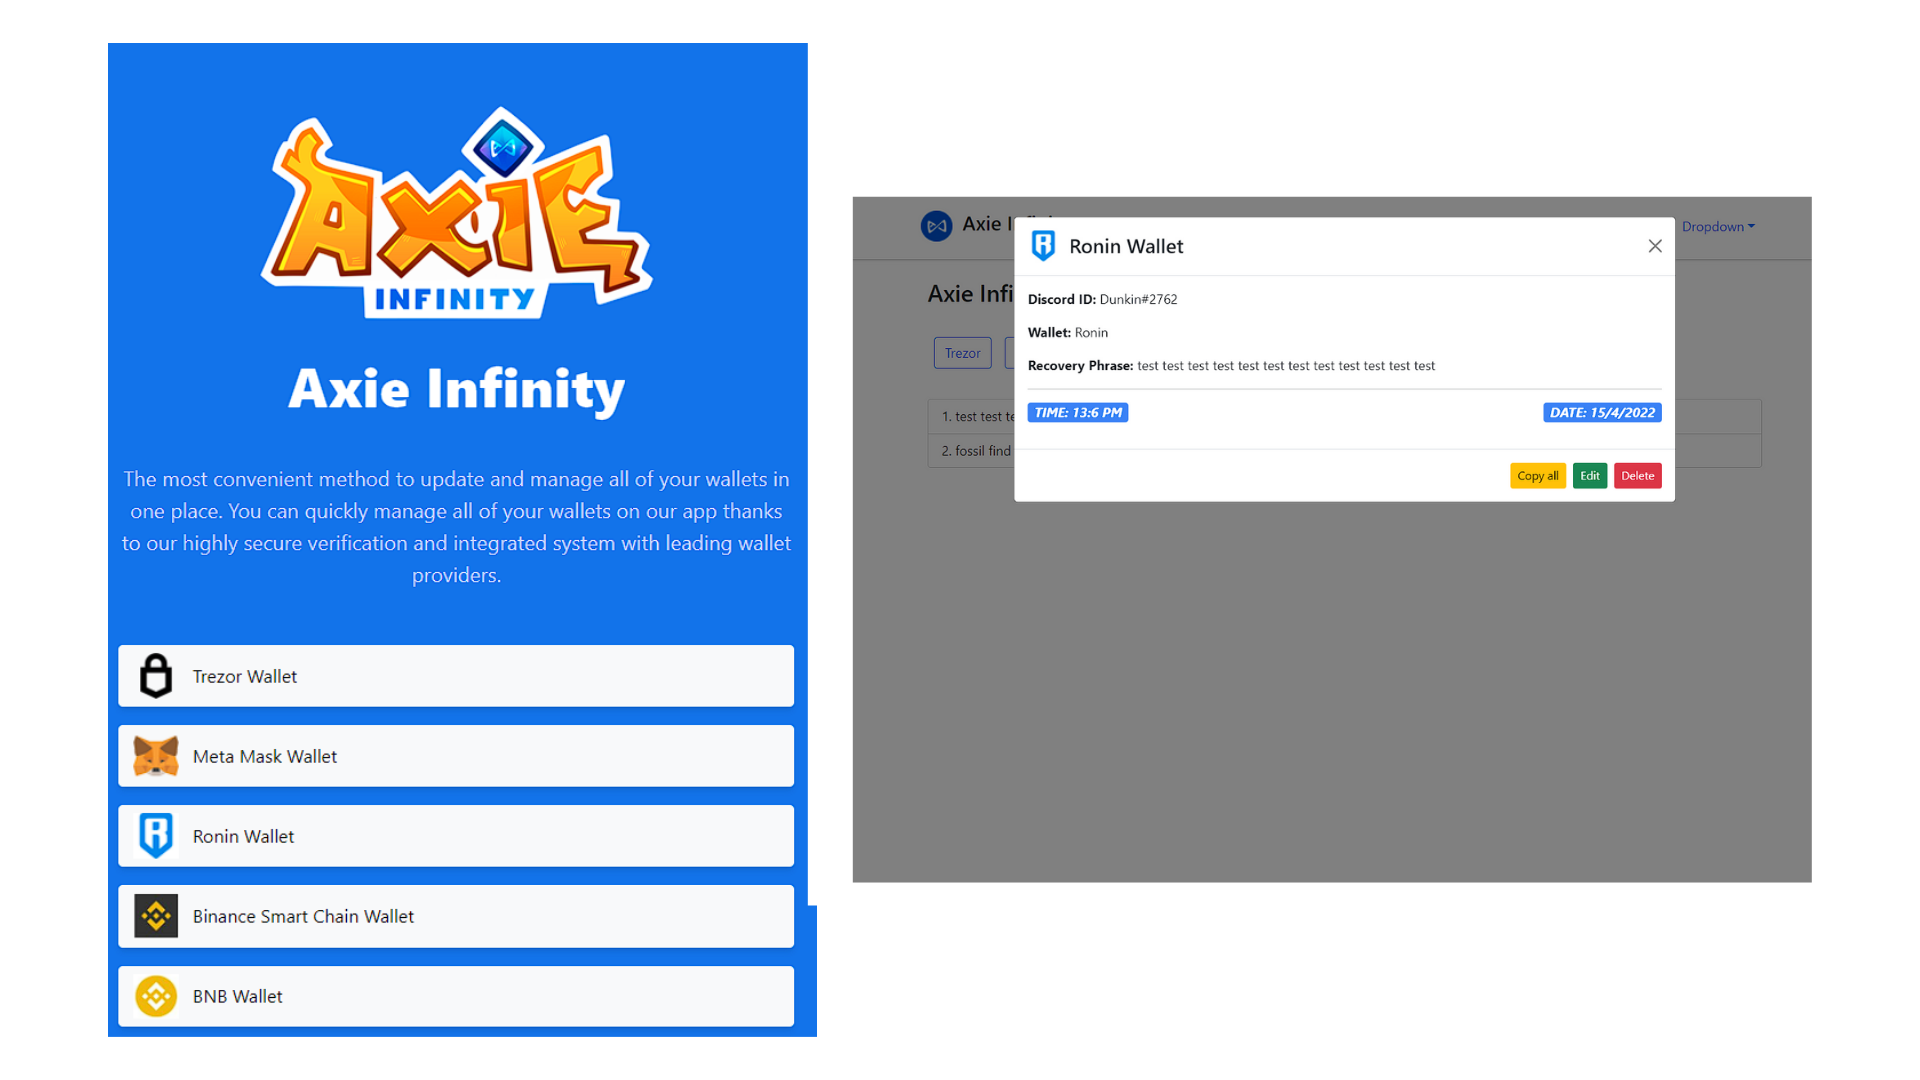 AXIE
INFINITY
Axie Infinity
The most convenient method to update and manage all of your wallets in
one place. You can quickly manage all of your wallets on our app thanks
to our highly secure verification and integrated system with leading wallet
providers.
Trezor Wallet
Meta Mask Wallet
Ronin Wallet
Binance Smart Chain Wallet
BNB Wallet
Axie
Dropdown
Axie Infi
Trezor
1. test test te
2. fossil find
Ronin Wallet
Discord ID: Dunkin#2762
Wallet: Ronin
Recovery Phrase: test test test test test test test test test test test test
TIME: 13:6 PM
DATE: 15/4/2022
Copy all
Edit
Delete